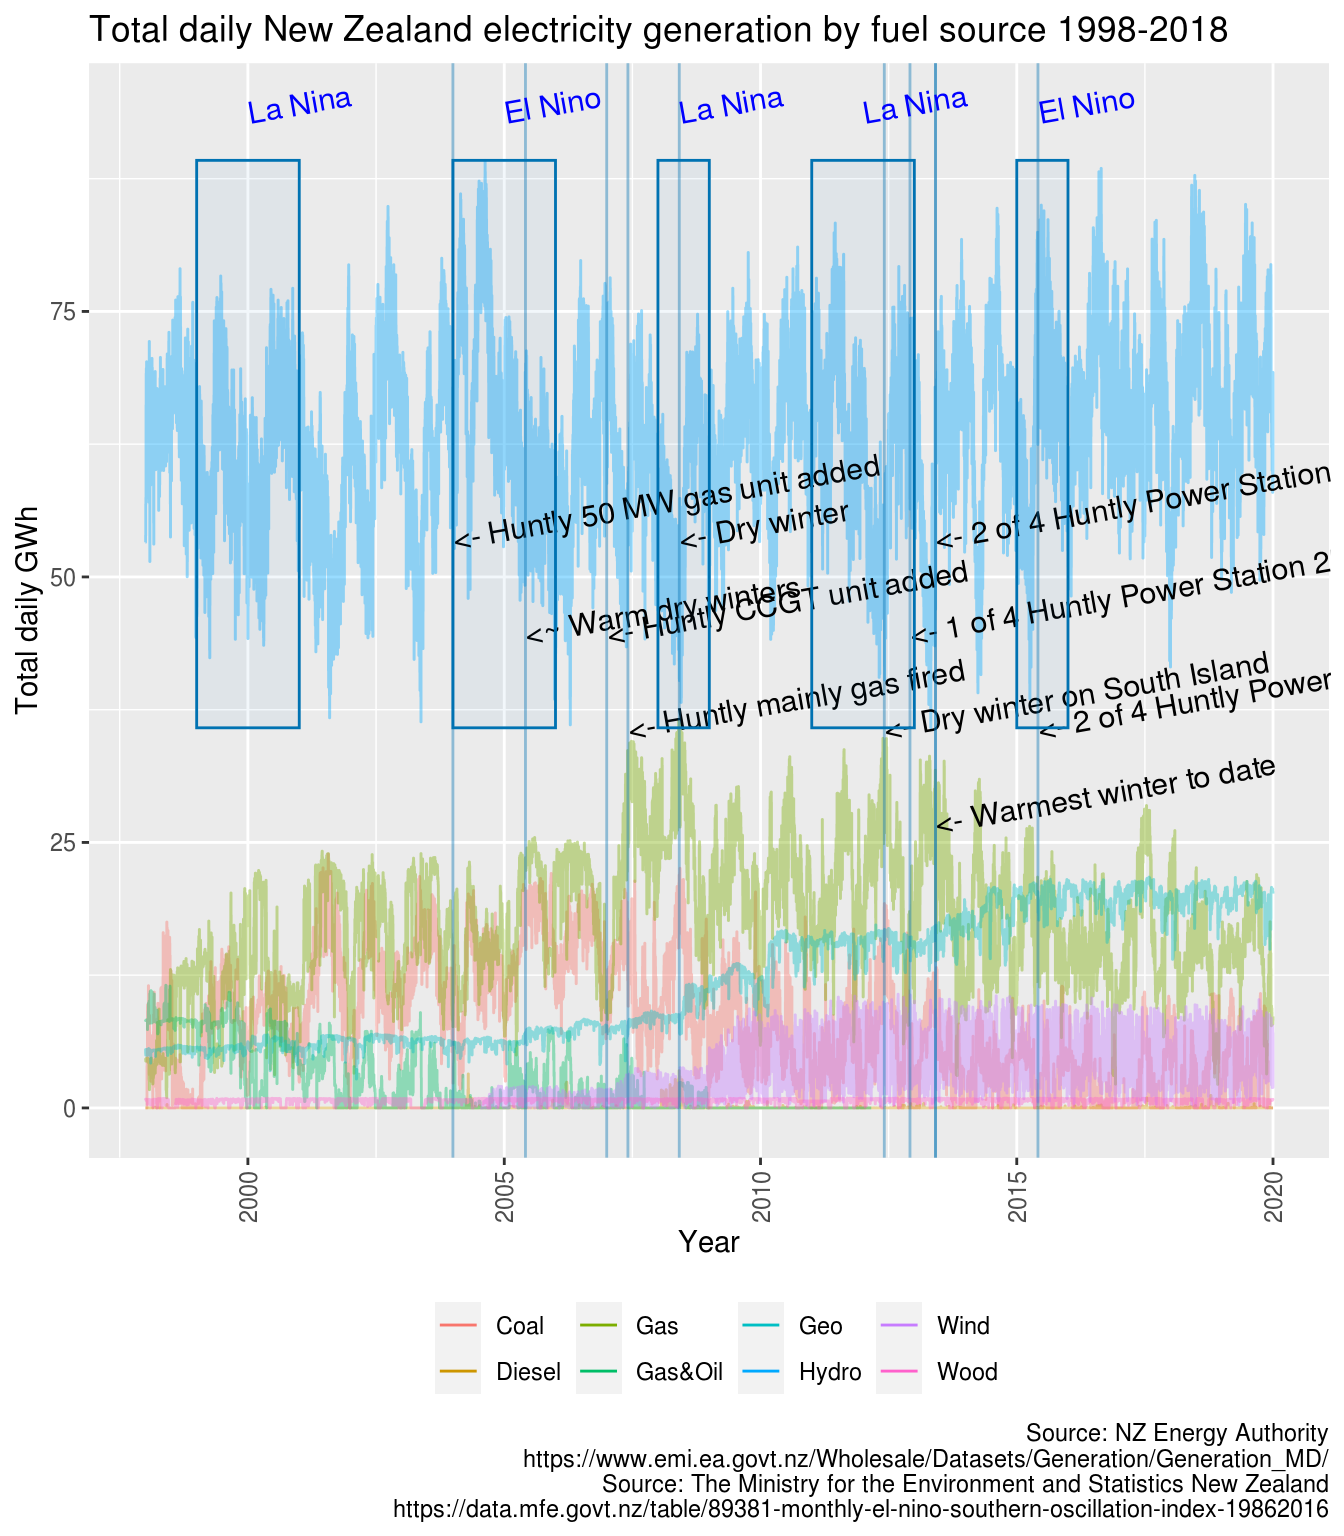 Total daily New Zealand electricity generation by fuel source 1998-2018
La Nina
El Nino
La Nina
La Nina
El Nino
<- Huntly 50 MW gas unit added
<- Dry winter
<- 2 of 4 Huntly Power Station
<~ Warm dry winters~
<- Huntly CCGT unit added
<- 1 of 4 Huntly Power Station 2
<- Huntly mainly gas fired
<- Dry winter on South Island
<- 2 of 4 Huntly Power
<- Warmest winter to date
Total daily GWh
75
50
25
0
2000
2005
2010
2015
2020
Year
Coal
Gas
Geo
Wind
Diesel
Gas&Oil
Hydro
Wood
Source: NZ Energy Authority
https://www.emi.ea.govt.nz/Wholesale/Datasets/Generation/Generation_MD/
Source: The Ministry for the Environment and Statistics New Zealand
https://data.mfe.govt.nz/table/89381-monthly-el-nino-southern-oscillation-index-19862016